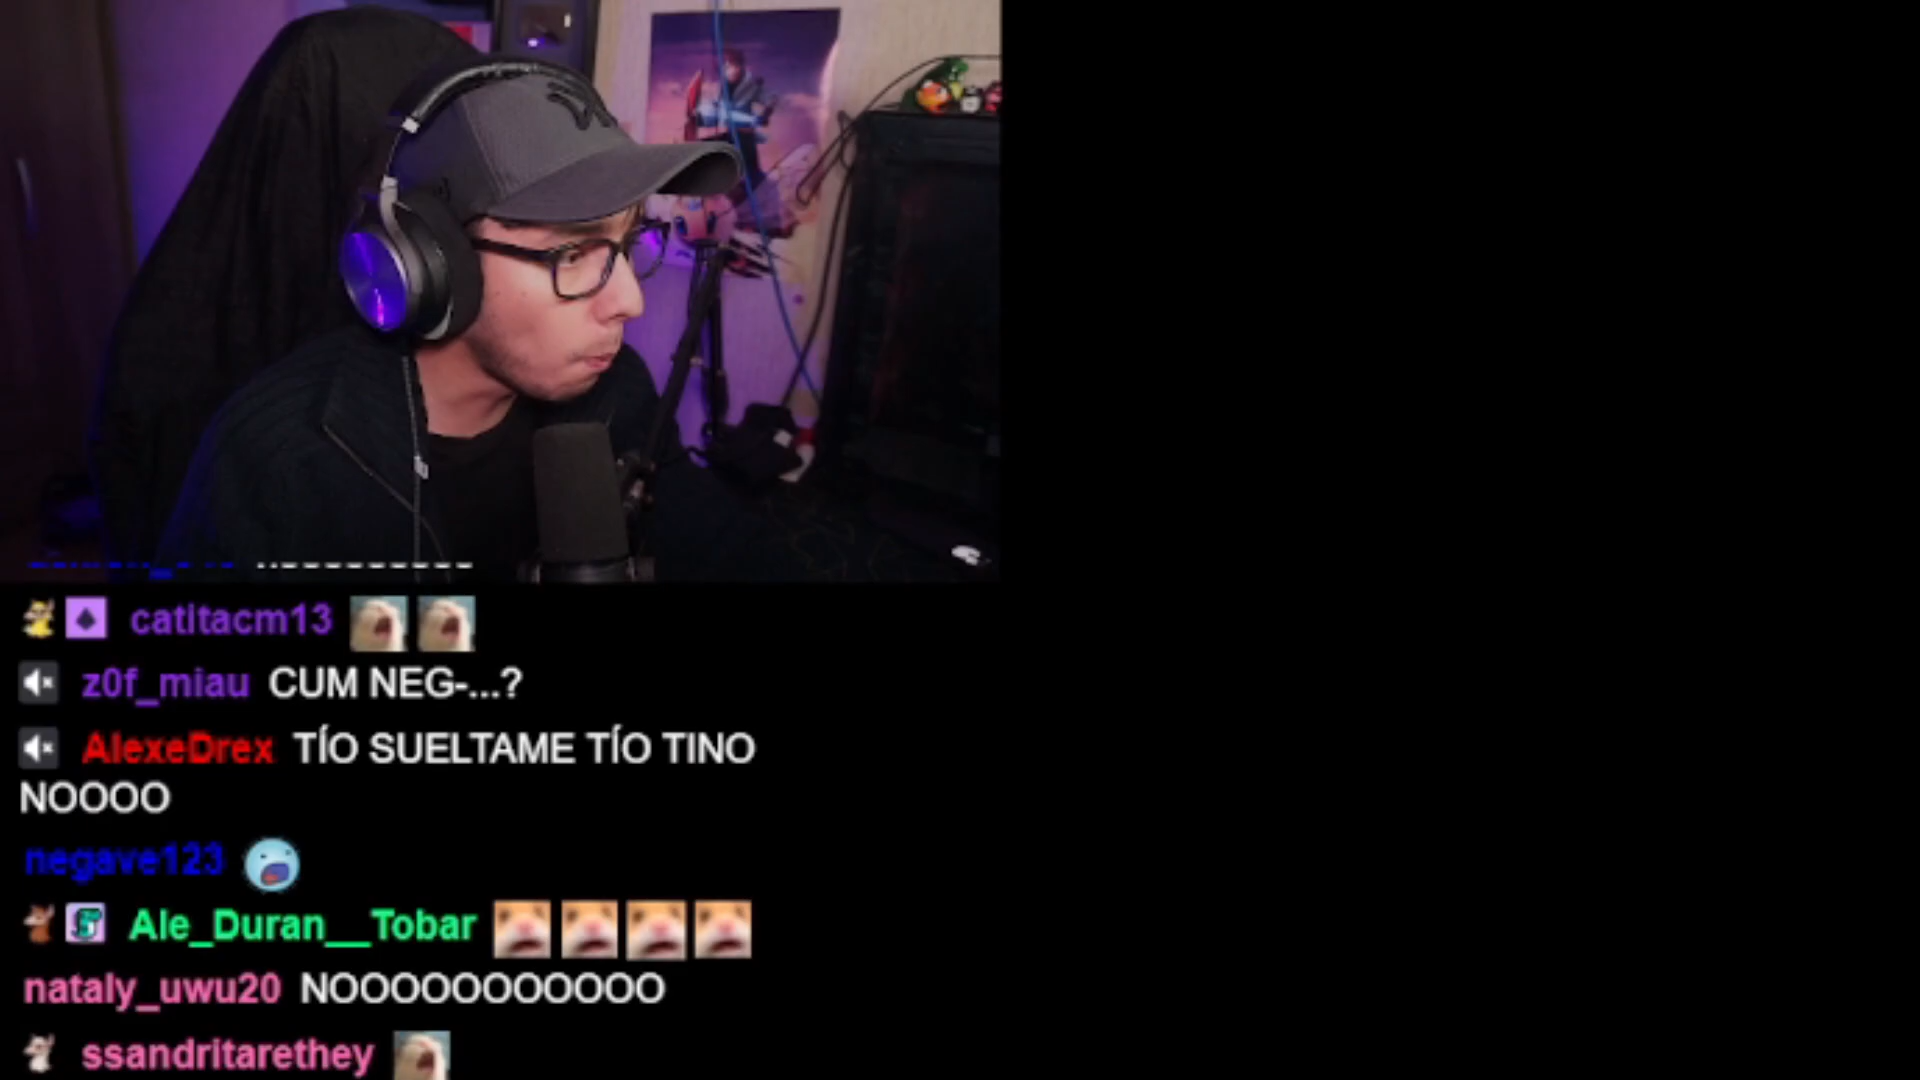 catitacm13
z0f_miau CUM NEG-...?
AlexeDrex TÍO SUELTAME TÍO TINO
NOOOO
negave123
Ale_Duran__Tobar
nataly_uwu20 NOOOOOOOOOOO
ssandritarethey